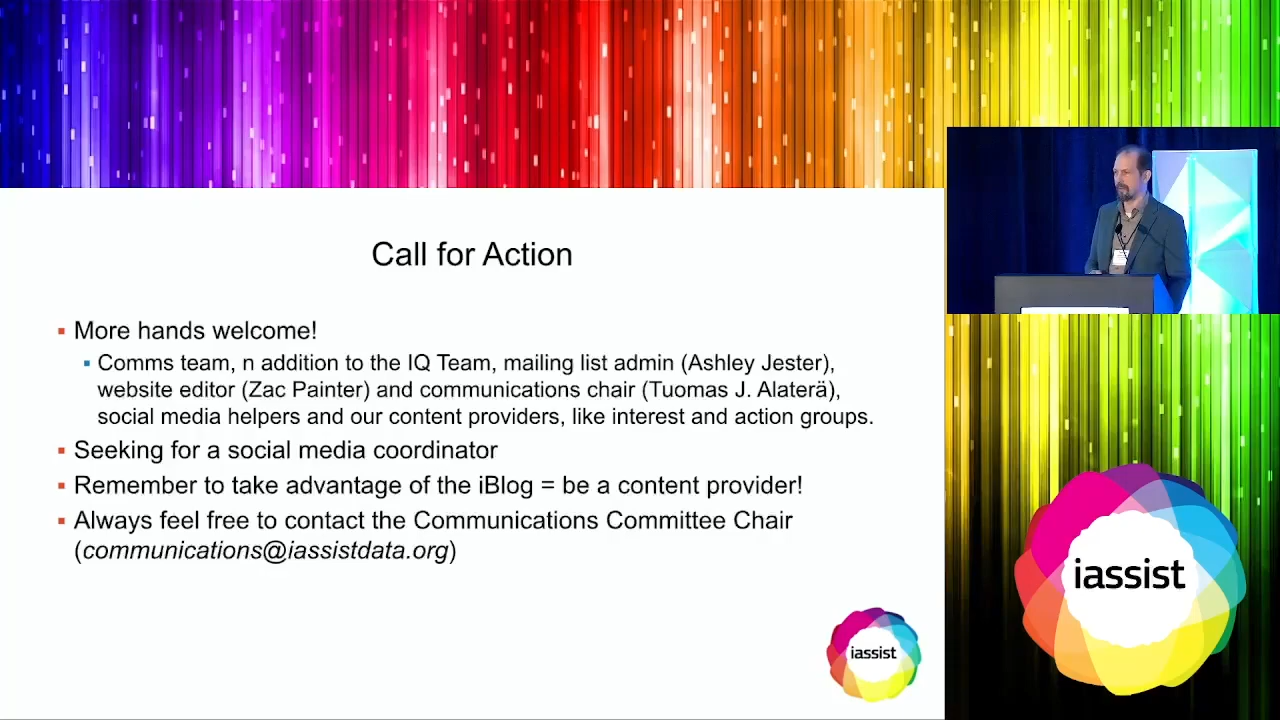 Call for Action
More hands welcome!
Comms team, n addition to the IQ Team, mailing list admin (Ashley Jester),
website editor (Zac Painter) and communications chair (Tuomas J. Alaterä),
social media helpers and our content providers, like interest and action groups.
Seeking for a social media coordinator
Remember to take advantage of the iBlog = be a content provider!
Always feel free to contact the Communications Committee Chair
(communications@iassistdata.org)
iassist
iassist